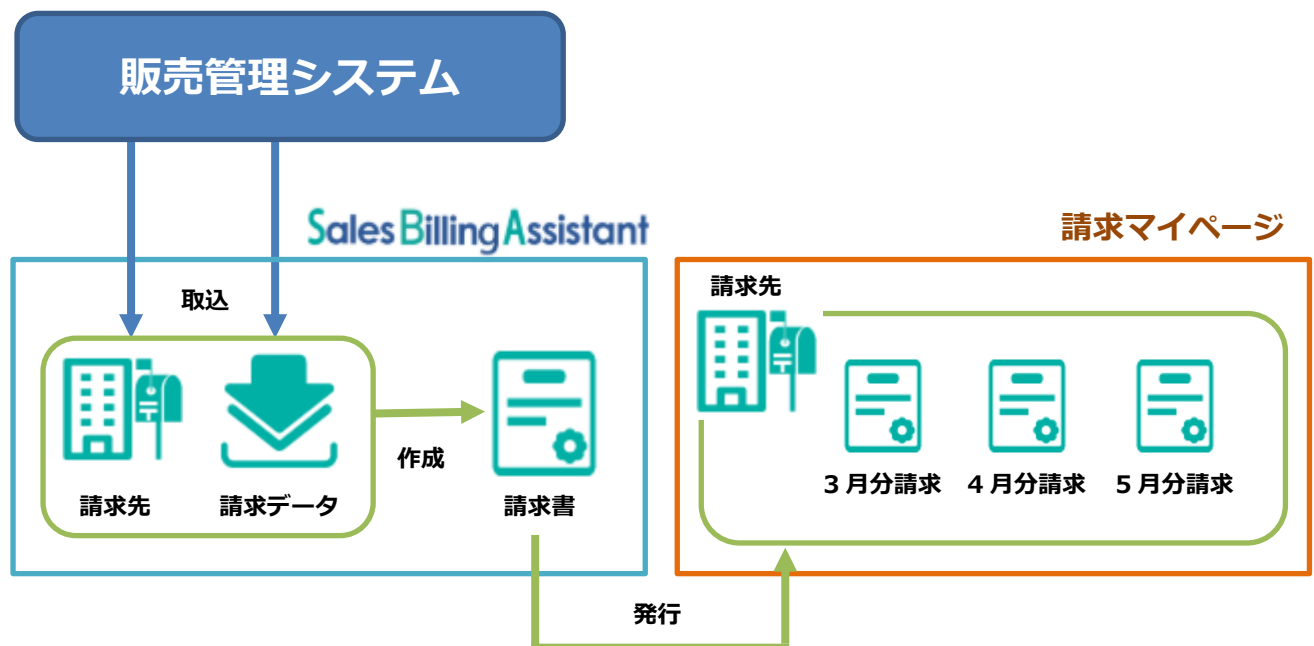 販売管理システム
Sales Billing Assistant
請求マイページ
取込
請求先
請求データ
作成
請求書
請求先
3月分請求
4月分請求
5月分請求
発行